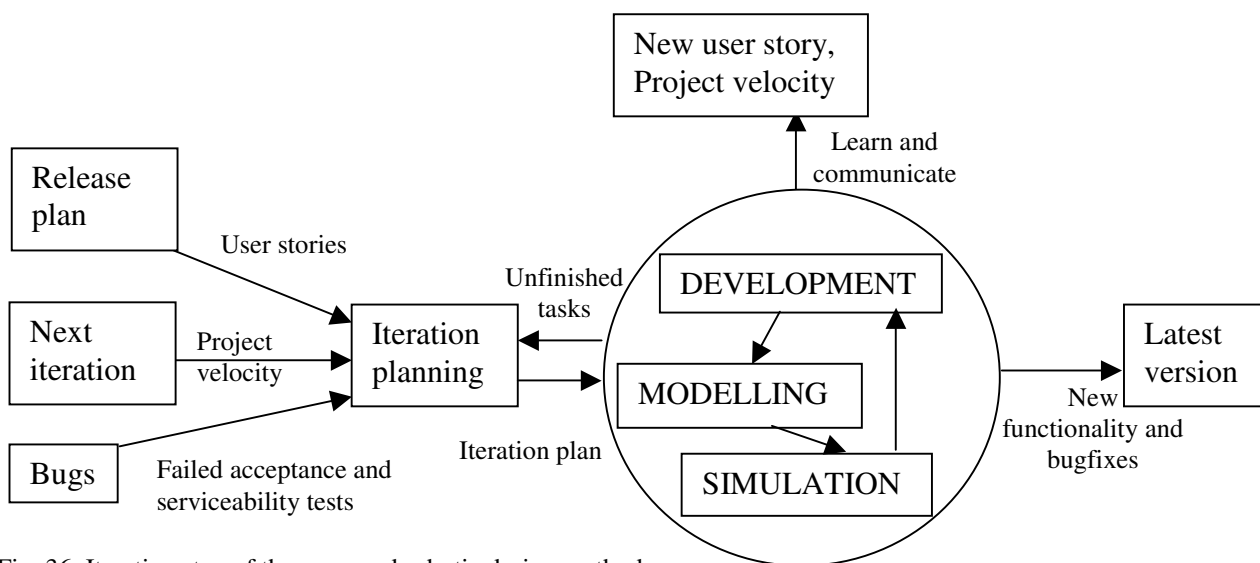 New user story,
Project velocity
Learn and
communicate
Release
plan
User stories
Unfinished
tasks
DEVELOPMENT
Next
iteration
Project
velocity
Iteration
planning
Latest
version
MODELLING
New
functionality and
bugfixes
Iteration plan
Bugs
Failed acceptance and
serviceability tests
SIMULATION